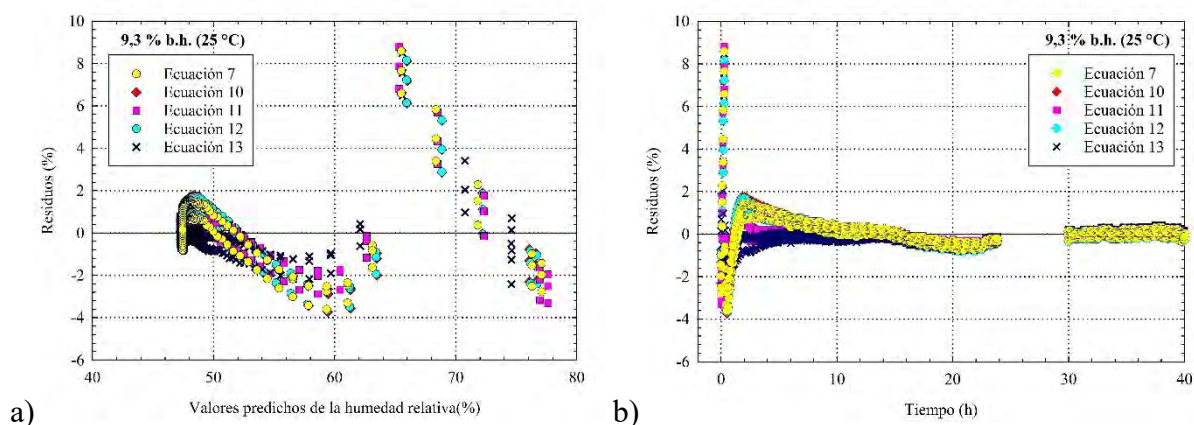 9,3 % b.h. (25 °C)
Ecuación 7
Ecuación 10
Ecuación 11
Ecuación 12
Ecuación 13
Residuos (%)
10
8
6
4
2
0
-2
-4
-6
40
50
60
70
80
Valores predichos de la humedad relativa(%)
a)
9,3 % b.h. (25 °C)
Ecuación 7
Ecuación 10
Ecuación 11
Ecuación 12
Ecuación 13
Residuos (%)
10
8
6
4
2
0
-2
-4
-6
0
10
20
30
40
Tiempo (h)
b)